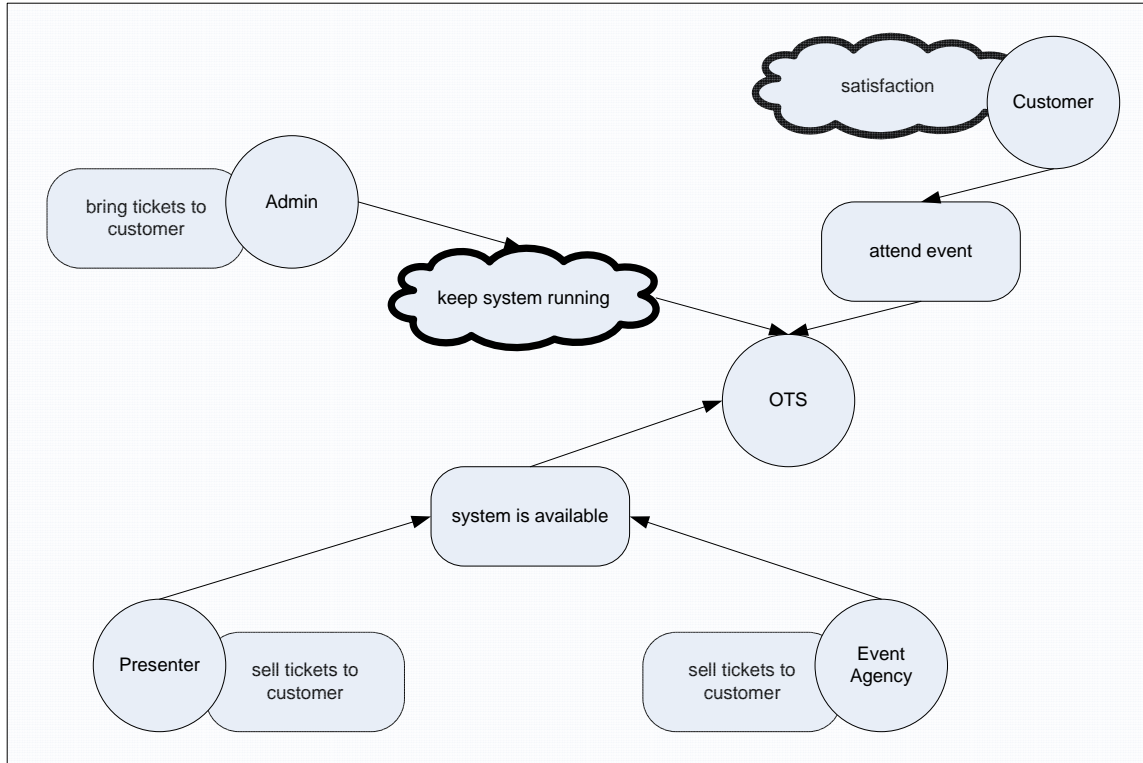 satisfaction
Customer
bring tickets to
customer
Admin
attend event
keep system running
OTS
system is available
Presenter
sell tickets to
customer
sell tickets to
customer
Event
Agency